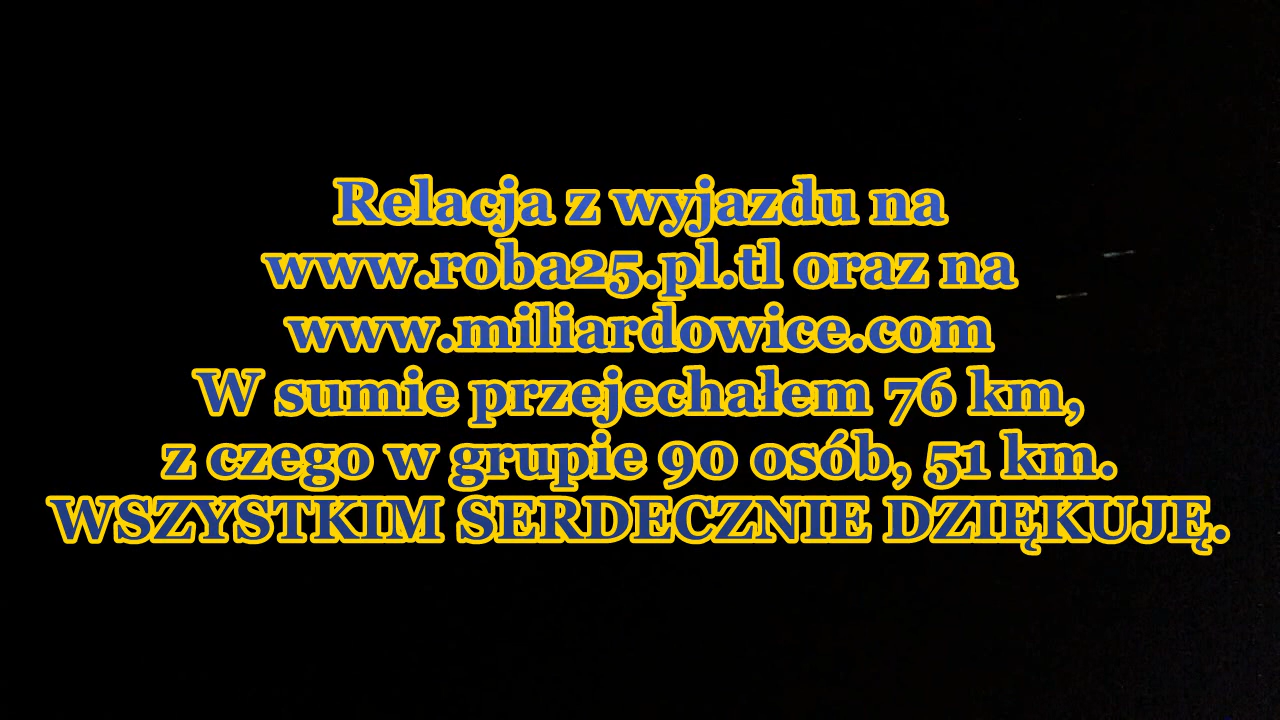 Relacja z wyjazdu na
www.roba25.pl.tl oraz na
www.miliardowice.com
W sumie przejechałem 76 km,
z czego w grupie 90 osób, 51 km.
WSZYSTKIM SERDECZNIE DZIĘKUJĘ.